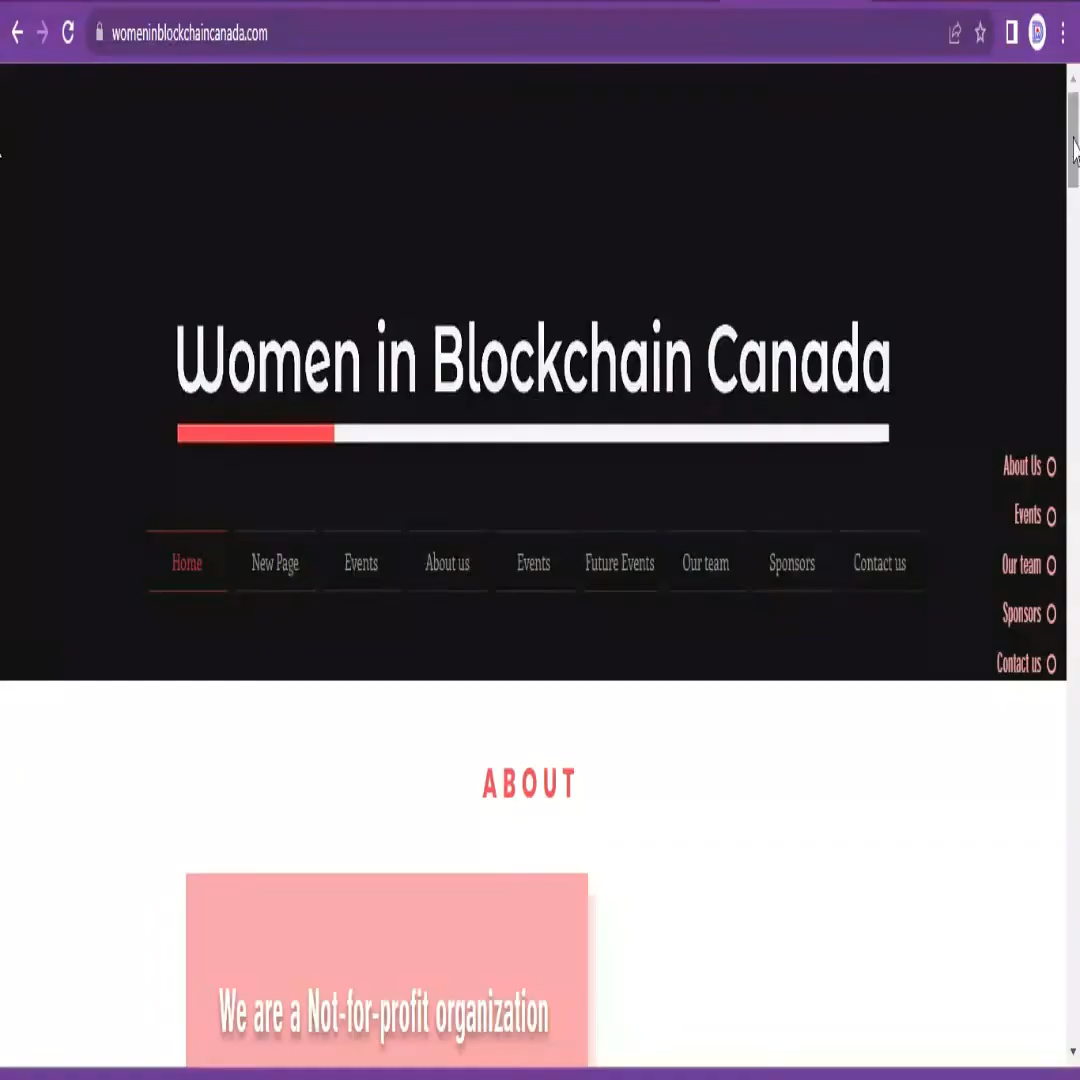 womeninblockchaincanada.com
Women in Blockchain Canada
About Us
Events
Our team
Sponsors
Contact us
Home New Page Events About us Events Future Events Our team Sponsors Contact us
ABOUT
We are a Not-for-profit organization